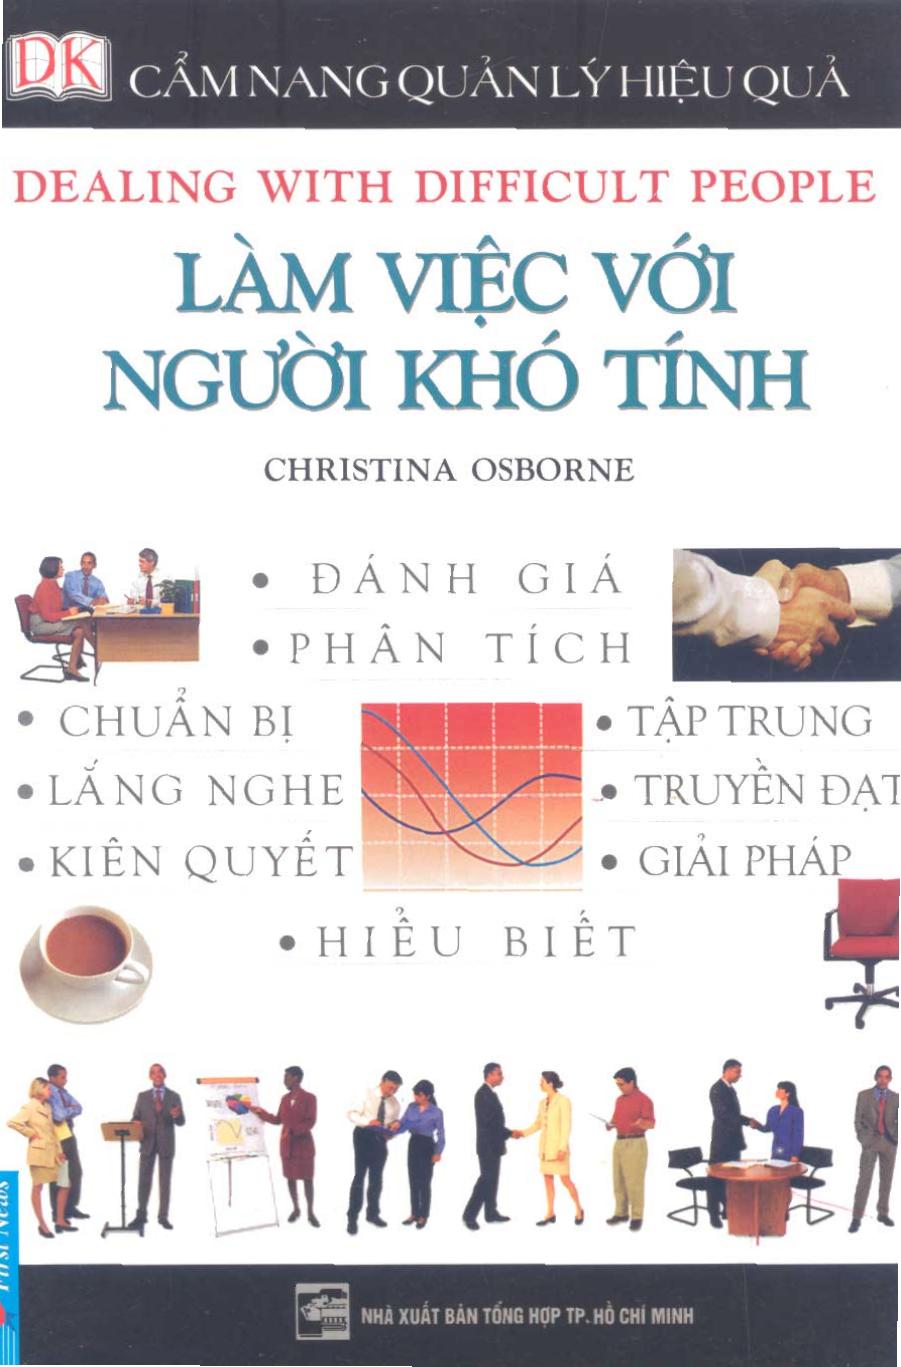 DK
CẨM NANG QUẢN LÝ HIỆU QUẢ
DEALING WITH DIFFICULT PEOPLE
LÀM VIỆC VỚI
NGƯỜI KHÓ TÍNH
CHRISTINA OSBORNE
• ĐÁNH GIÁ
• PHÂN TÍCH
• CHUẨN BỊ
• TẬP TRUNG
• LẮNG NGHE
• TRUYỀN ĐẠT
• KIÊN QUYẾT
• GIẢI PHÁP
• HIỂU BIẾT
First News
NHÀ XUẤT BẢN TỔNG HỢP TP. HỒ CHÍ MINH